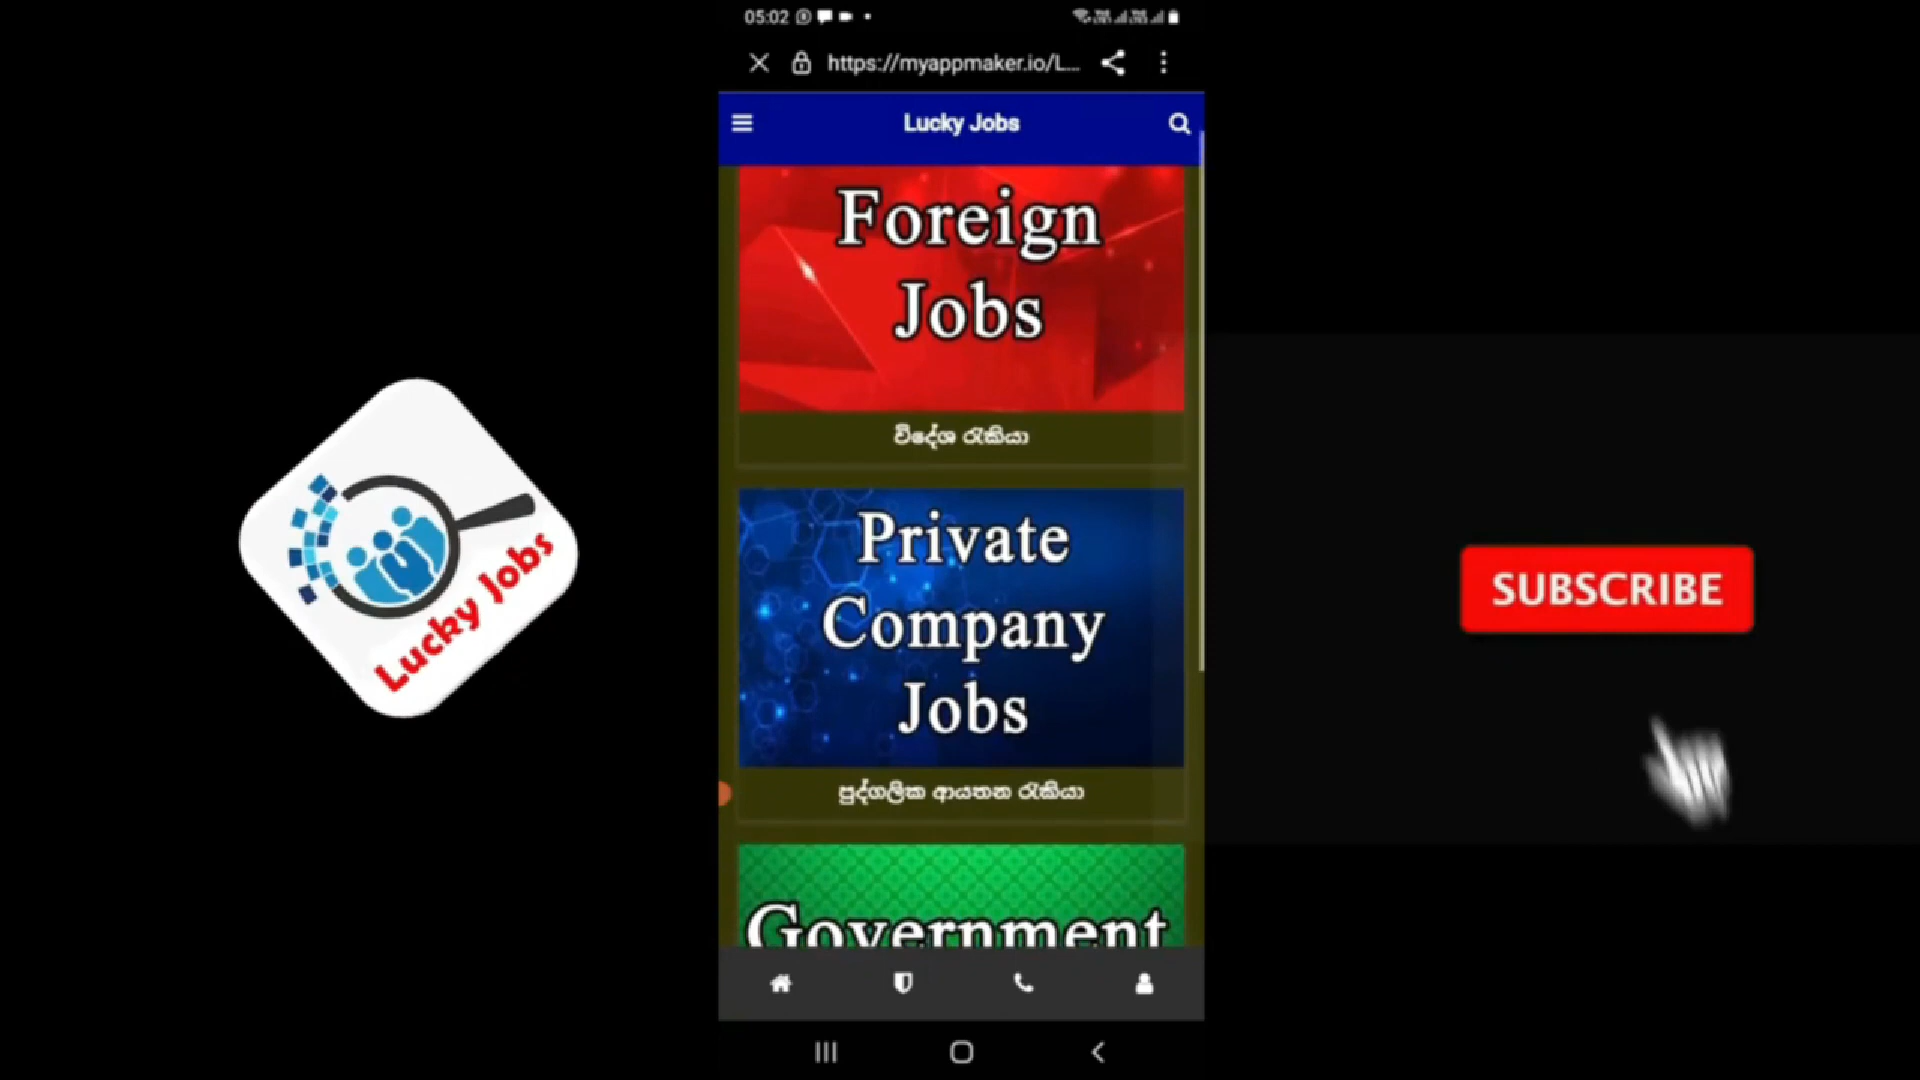 05:02
https://myappmaker.io/L...
Lucky Jobs
Foreign
Jobs
විදේශ රැකියා
Private
Company
Jobs
පුද්ගලික ආයතන රැකියා
Government
Lucky Jobs
SUBSCRIBE